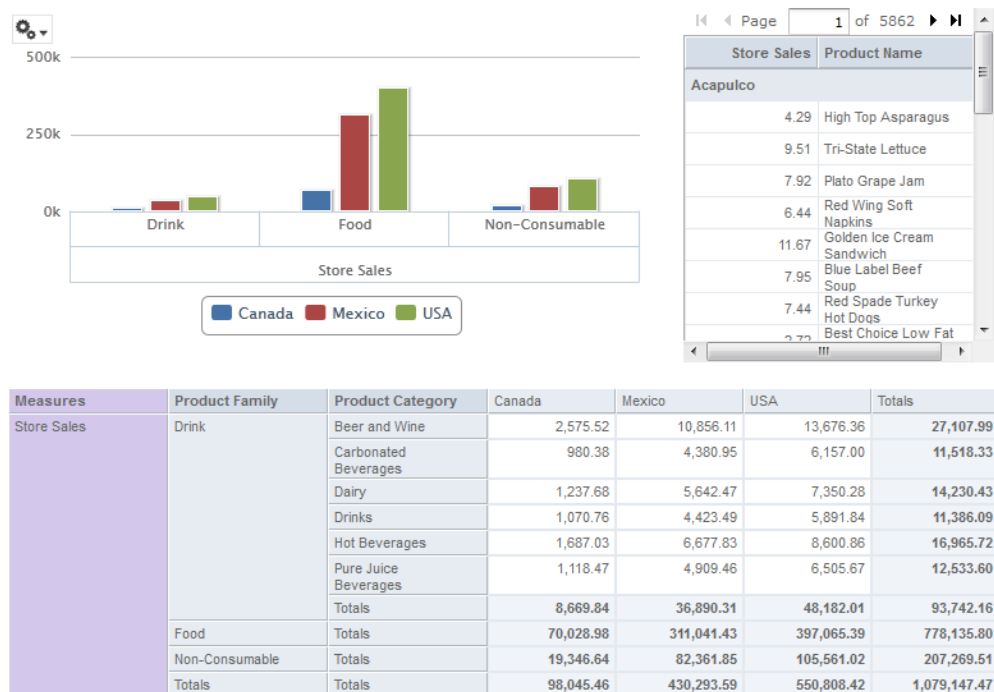 500k
250k
0k
Drink Food Non-Consumable
Store Sales
Canada Mexico USA
Page 1 of 5862
Store Sales Product Name
Acapulco
4.29 High Top Asparagus
9.51 Tri-State Lettuce
7.92 Plato Grape Jam
6.44 Red Wing Soft
Napkins
11.67 Golden Ice Cream
Sandwich
7.95 Blue Label Beef
Soup
7.44 Red Spade Turkey
Hot Dogs
2.72 Best Choice Low Fat
Measures Product Family Product Category Canada Mexico USA Totals
Store Sales Drink Beer and Wine 2,575.52 10,856.11 13,676.36 27,107.99
Carbonated
Beverages 980.38 4,380.95 6,157.00 11,518.33
Dairy 1,237.68 5,642.47 7,350.28 14,230.43
Drinks 1,070.76 4,423.49 5,891.84 11,386.09
Hot Beverages 1,687.03 6,677.83 8,600.86 16,965.72
Pure Juice
Beverages 1,118.47 4,909.46 6,505.67 12,533.60
Totals 8,669.84 36,890.31 48,182.01 93,742.16
Food Totals 70,028.98 311,041.43 397,065.39 778,135.80
Non-Consumable Totals 19,346.64 82,361.85 105,561.02 207,269.51
Totals Totals 98,045.46 430,293.59 550,808.42 1,079,147.47